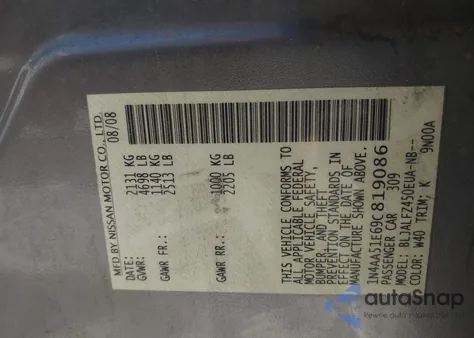 MFD BY NISSAN MOTOR CO., LTD.
08/08
GVWR: 2131 KG
4698 LB
GAWR FR.: 1140 KG
2513 LB
GAWR RR.: 1000 KG
2205 LB
THIS VEHICLE CONFORMS TO
ALL APPLICABLE FEDERAL
MOTOR VEHICLE SAFETY,
BUMPER, AND THEFT
PREVENTION STANDARDS IN
EFFECT ON THE DATE OF
MANUFACTURE SHOWN ABOVE.
1N4AA51E69C819086
PASSENGER CAR 309
MODEL: BLJALFZ450EUA-NB--
COLOR: W40 TRIM: K 9N00A
autoSnap